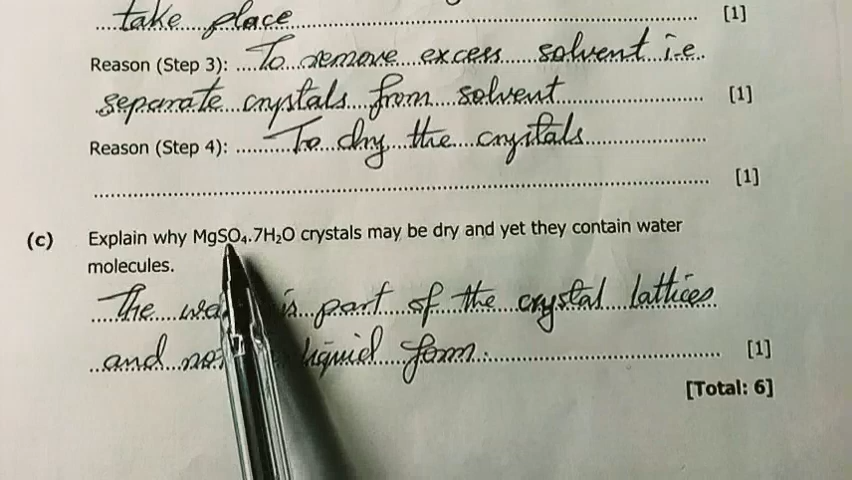 take place [1]
Reason (Step 3): To remove excess solvent i.e
separate crystals from solvent [1]
Reason (Step 4): To dry the crystals
[1]
(c) Explain why MgSO₄.7H₂O crystals may be dry and yet they contain water
molecules.
The is part of the crystal lattices
and liquid form. [1]
[Total: 6]